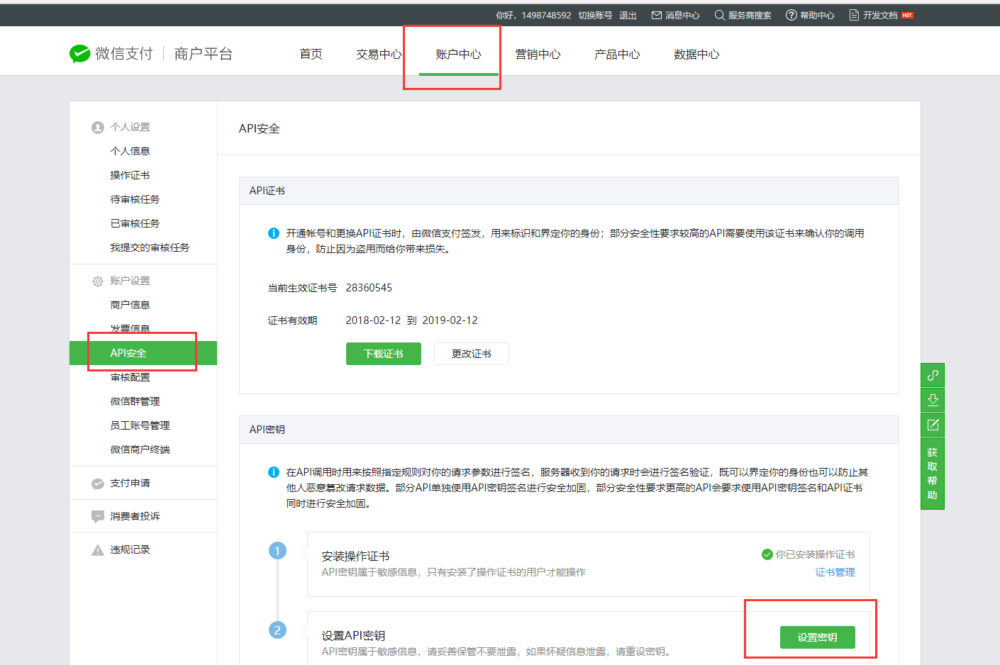 你好，1498748592 切换账号 退出 消息中心 服务商搜索 帮助中心 开发文档 HOT
微信支付 商户平台 首页 交易中心 账户中心 营销中心 产品中心 数据中心
个人设置
个人信息
操作证书
待审核任务
已审核任务
我提交的审核任务
账户设置
商户信息
发票信息
API安全
审核配置
微信群管理
员工账号管理
微信商户终端
支付申请
消费者投诉
违规记录
API安全
API证书
开通帐号和更换API证书时，由微信支付签发，用来标识和界定你的身份；部分安全性要求较高的API需要使用该证书来确认你的调用
身份，防止因为盗用而给你带来损失。
当前生效证书号 28360545
证书有效期 2018-02-12 到 2019-02-12
下载证书 更改证书
API密钥
在API调用时用来按照指定规则对你的请求参数进行签名，服务器收到你的请求时会进行签名验证，既可以界定你的身份也可以防止其
他人恶意篡改请求数据。部分API单独使用API密钥签名进行安全加固，部分安全性要求更高的API会要求使用API密钥签名和API证书
同时进行安全加固。
1
安装操作证书
API密钥属于敏感信息，只有安装了操作证书的用户才能操作
你已安装操作证书
证书管理
2
设置API密钥
API密钥属于敏感信息，请妥善保管不要泄露，如果怀疑信息泄露，请重设密钥。
设置密钥
获
取
帮
助